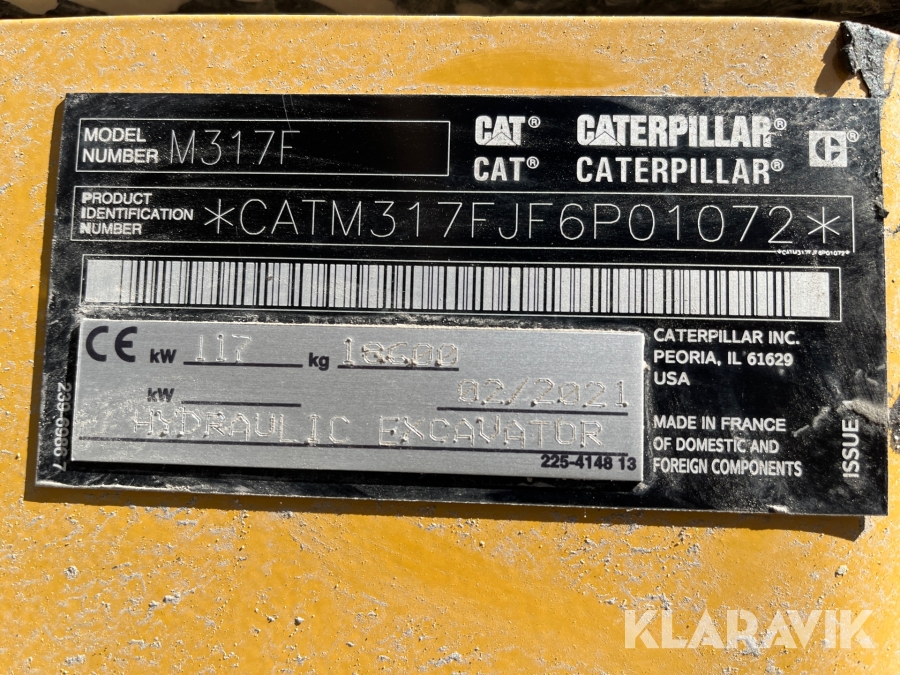 MODEL
NUMBER M317F
CAT® CATERPILLAR®
CAT® CATERPILLAR®
PRODUCT
IDENTIFICATION
NUMBER *CATM317FJF6P01072*
CE kW 117 kg 18600
kW 02/2021
HYDRAULIC EXCAVATOR
225-4148 13
CATERPILLAR INC.
PEORIA, IL 61629
USA
MADE IN FRANCE
OF DOMESTIC AND
FOREIGN COMPONENTS
ISSUE
KLARAVIK